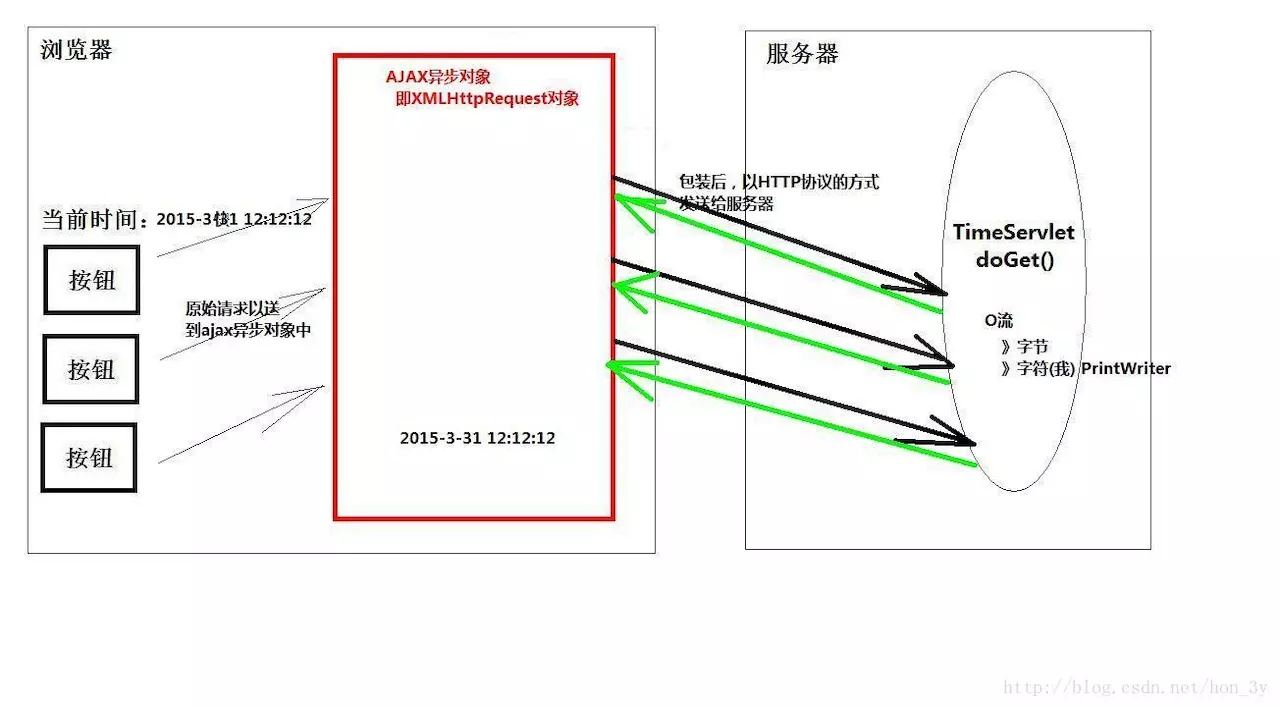 浏览器
AJAX异步对象
即XMLHttpRequest对象
服务器
包装后，以HTTP协议的方式
发送给服务器
当前时间：
2015-3 1 12:12:12
TimeServlet
doGet()
按钮
原始请求以送
到ajax异步对象中
O流
》字节
》字符(我) PrintWriter
按钮
2015-3-31 12:12:12
按钮
http://blog.csdn.net/hon_3y